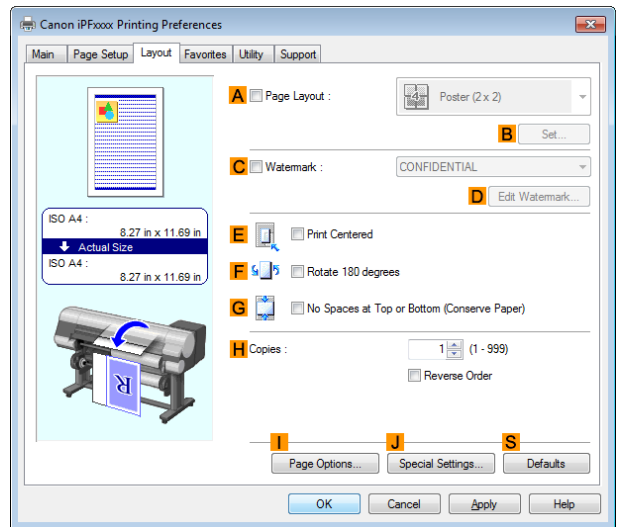 Canon iPFxxxx Printing Preferences
Main Page Setup Layout Favorites Utility Support
A Page Layout : 4 Poster (2 x 2)
B Set...
C Watermark : CONFIDENTIAL
D Edit Watermark...
ISO A4 :
8.27 in x 11.69 in
Actual Size
ISO A4 :
8.27 in x 11.69 in
E Print Centered
F Rotate 180 degrees
G No Spaces at Top or Bottom (Conserve Paper)
H Copies : 1 (1 - 999)
Reverse Order
R
I J S
Page Options... Special Settings... Defaults
OK Cancel Apply Help